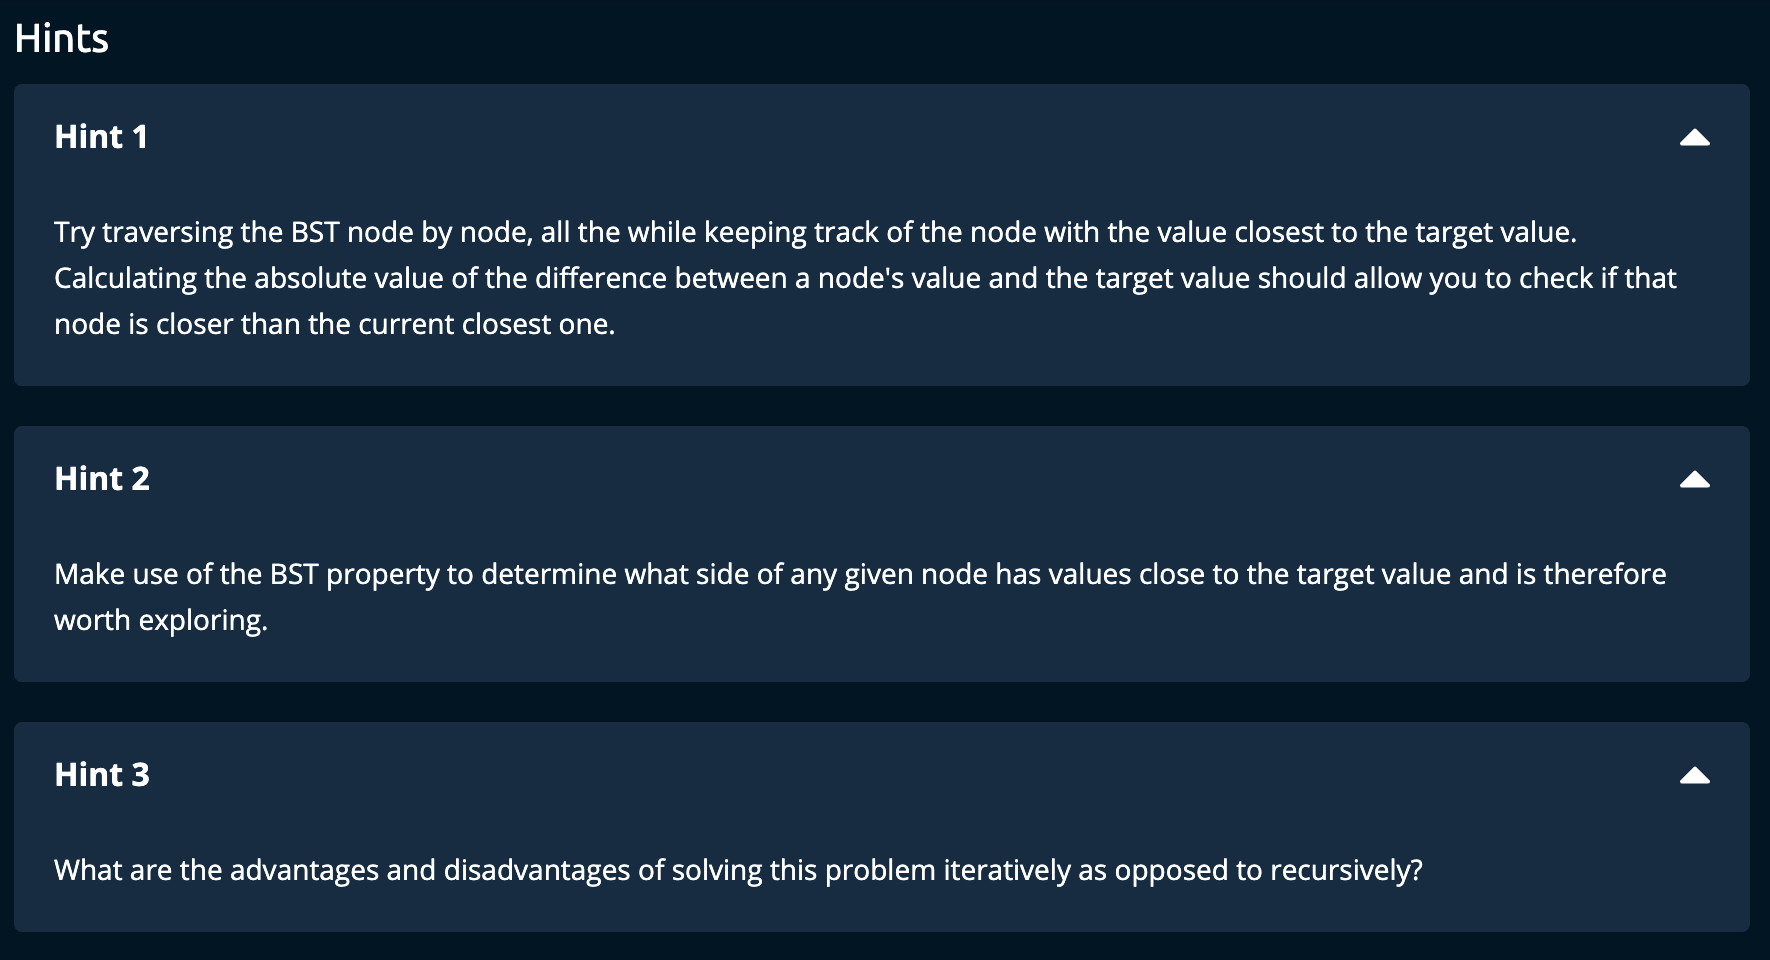 Hints
Hint 1
Try traversing the BST node by node, all the while keeping track of the node with the value closest to the target value.
Calculating the absolute value of the difference between a node's value and the target value should allow you to check if that
node is closer than the current closest one.
Hint 2
Make use of the BST property to determine what side of any given node has values close to the target value and is therefore
worth exploring.
Hint 3
What are the advantages and disadvantages of solving this problem iteratively as opposed to recursively?